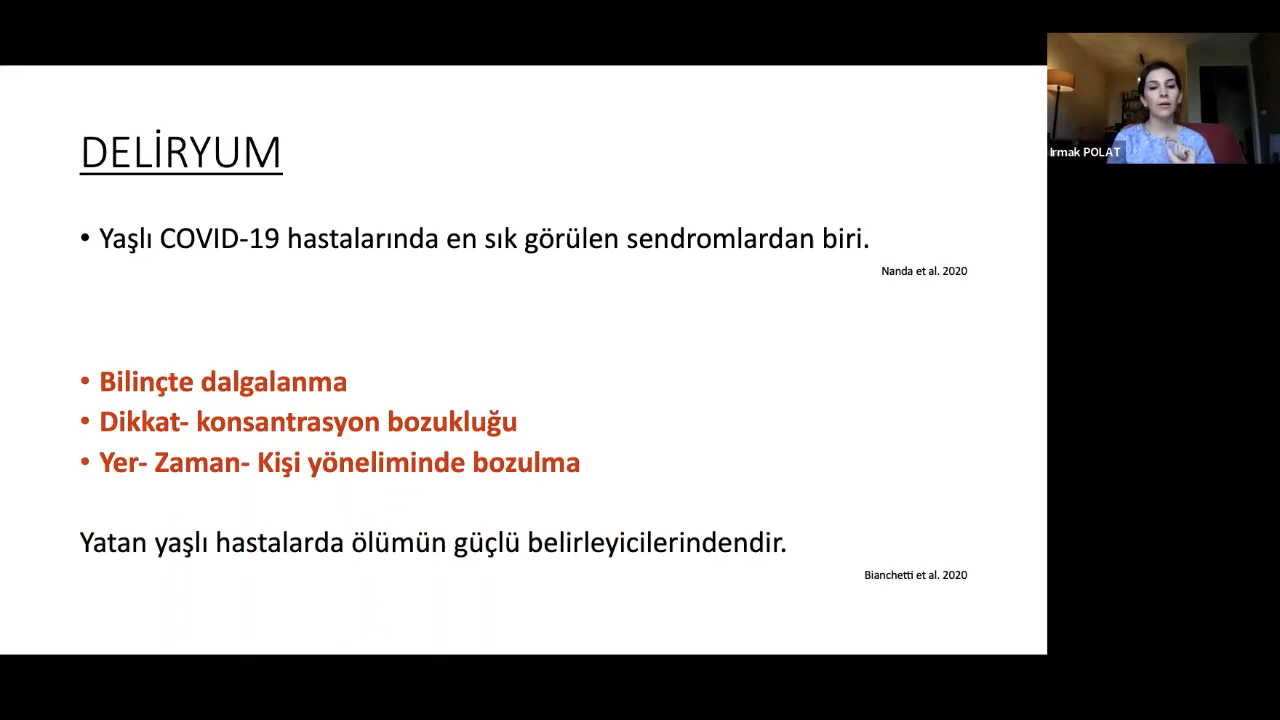 DELİRYUM
• Yaşlı COVID-19 hastalarında en sık görülen sendromlardan biri.
Nanda et al. 2020
• Bilinçte dalgalanma
• Dikkat- konsantrasyon bozukluğu
• Yer- Zaman- Kişi yöneliminde bozulma
Yatan yaşlı hastalarda ölümün güçlü belirleyicilerindendir.
Bianchetti et al. 2020
Irmak POLAT